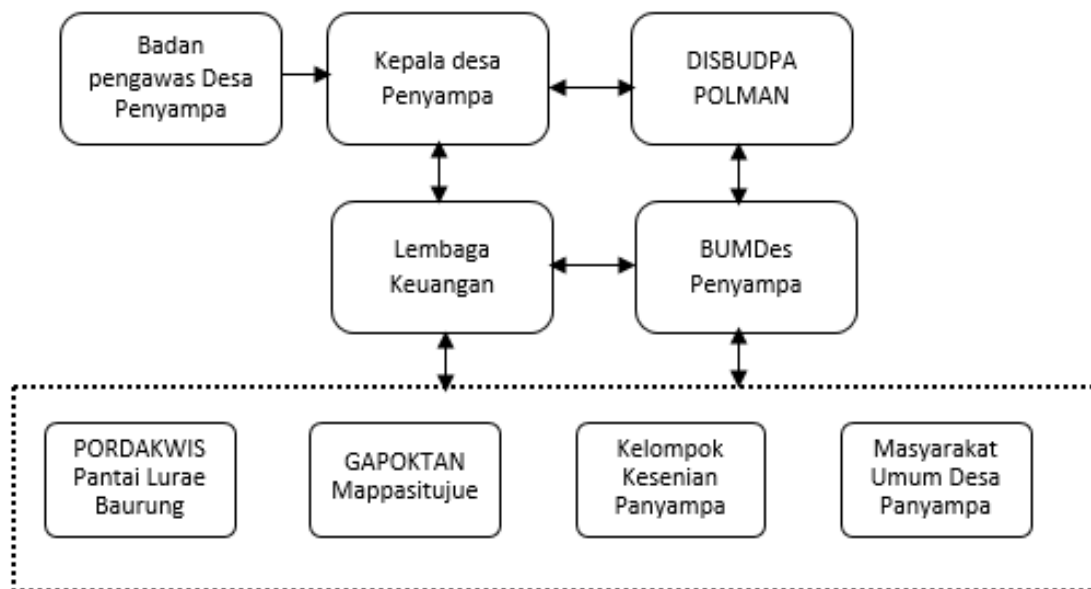 Badan
pengawas Desa
Penyampa
Kepala desa
Penyampa
DISBUDPA
POLMAN
Lembaga
Keuangan
BUMDes
Penyampa
PORDAKWIS
Pantai Lurae
Baurung
GAPOKTAN
Mappasitujue
Kelompok
Kesenian
Panyampa
Masyarakat
Umum Desa
Panyampa